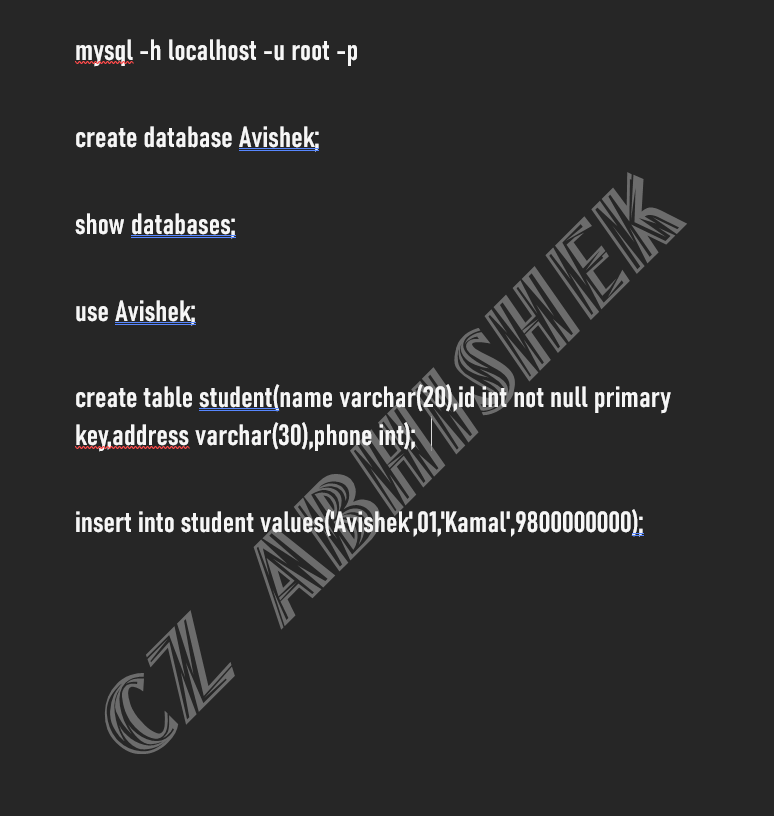 mysql -h localhost -u root -p
create database Avishek;
show databases;
use Avishek;
create table student(name varchar(20),id int not null primary
key,address varchar(30),phone int);
insert into student values('Avishek',01,'Kamal',9800000000);
CZ ABHISHEK